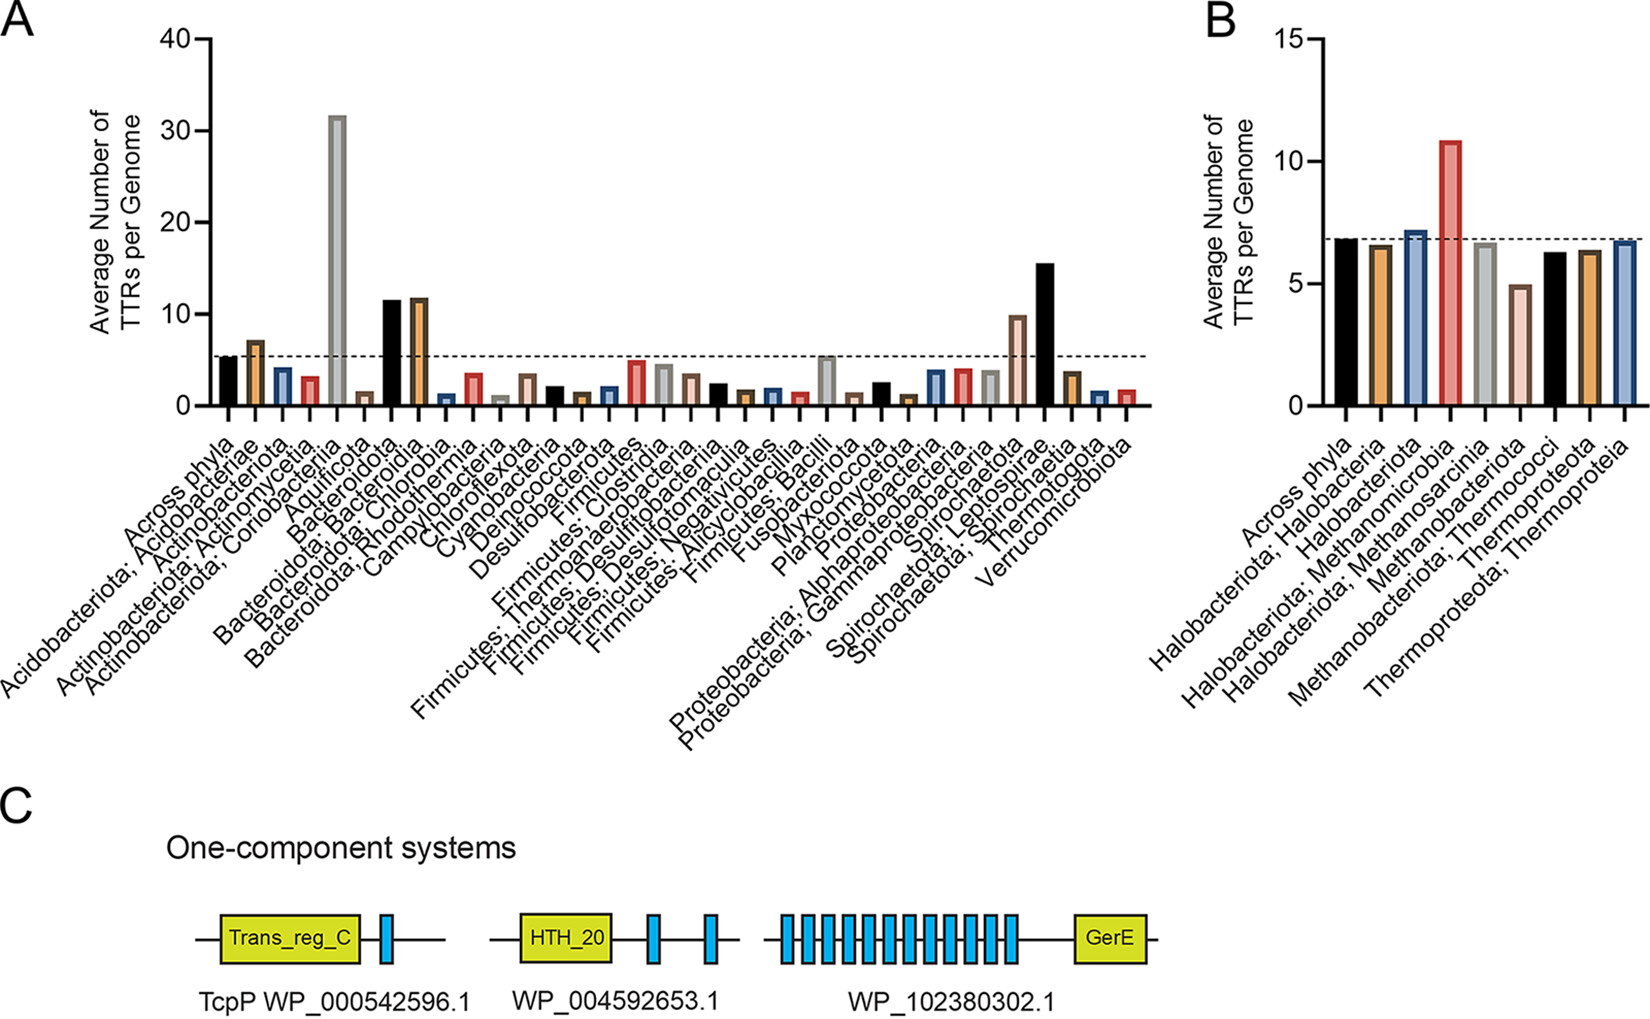 A
Average Number of
TTRs per Genome
40
30
20
10
0
Across phyla
Acidobacteriota; Acidobacteriae
Actinobacteriota
Actinobacteriota; Actinomycetia
Actinobacteriota; Coriobacteriia
Aquificota
Bacteroidota
Bacteroidota; Bacteroidia
Bacteroidota; Chlorobia
Bacteroidota; Rhodothermia
Campylobacteria
Chloroflexota
Cyanobacteria
Deinococcota
Desulfobacterota
Firmicutes
Firmicutes; Clostridia
Firmicutes; Thermoanaerobacteria
Firmicutes; Desulfitobacteriia
Firmicutes; Desulfotomaculia
Firmicutes; Negativicutes
Firmicutes; Alicyclobacillia
Firmicutes; Bacilli
Fusobacteriota
Myxococcota
Planctomycetota
Proteobacteria
Proteobacteria; Alphaproteobacteria
Proteobacteria; Gammaproteobacteria
Spirochaetota
Spirochaetota; Leptospirae
Spirochaetota; Spirochaetia
Thermotogota
Verrucomicrobiota
B
Average Number of
TTRs per Genome
15
10
5
0
Across phyla
Halobacteriota; Halobacteria
Halobacteriota
Halobacteriota; Methanomicrobia
Halobacteriota; Methanosarcinia
Methanobacteriota
Methanobacteriota; Thermococci
Thermoproteota
Thermoproteota; Thermoproteia
C
One-component systems
Trans_reg_C
HTH_20
GerE
TcpP WP_000542596.1
WP_004592653.1
WP_102380302.1